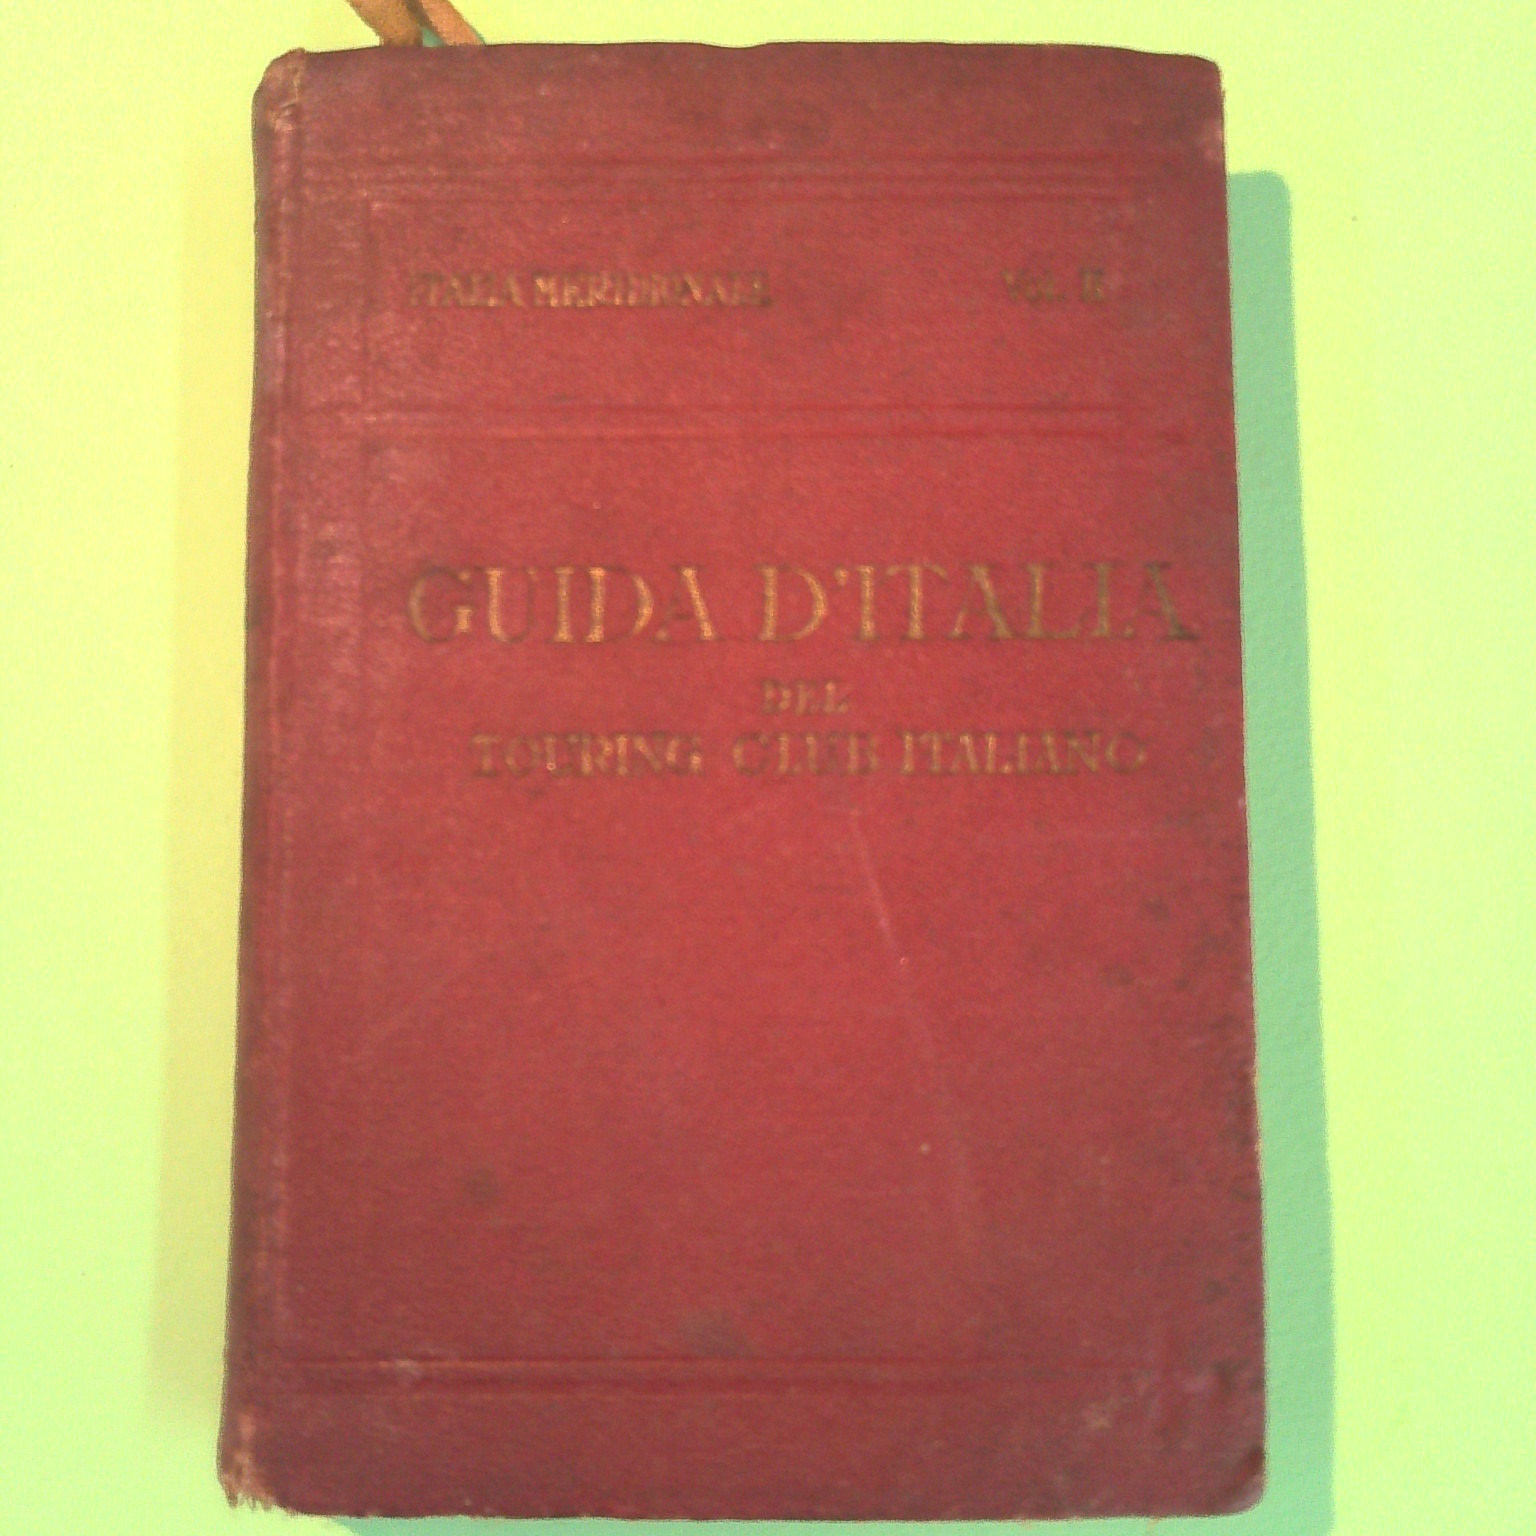 ITALIA MERIDIONALE Vol. II
GUIDA D'ITALIA
DEL
TOURING CLUB ITALIANO